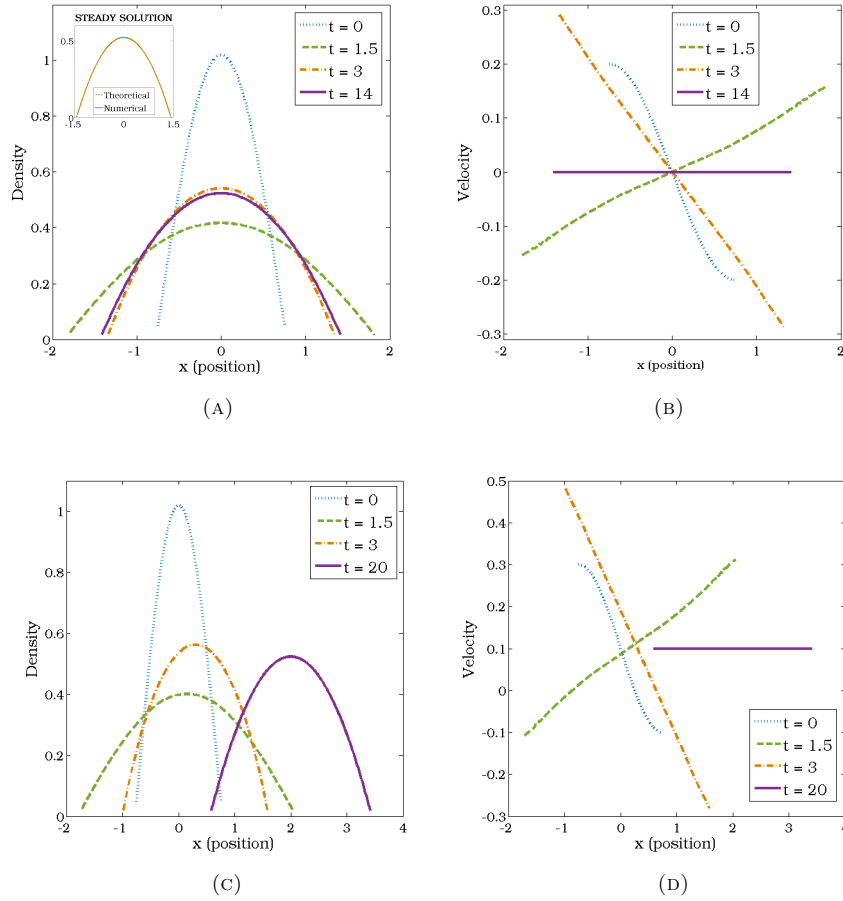 STEADY SOLUTION
0.5
0
-1.5
0
1.5
Theoretical
Numerical
t = 0
t = 1.5
t = 3
t = 14
Density
1
0.8
0.6
0.4
0.2
0
-2
-1
0
1
2
x (position)
(A)
0.3
0.2
0.1
0
-0.1
-0.2
-0.3
Velocity
t = 0
t = 1.5
t = 3
t = 14
-2
-1
0
1
2
x (position)
(B)
1
0.8
0.6
0.4
0.2
0
Density
t = 0
t = 1.5
t = 3
t = 20
-2
-1
0
1
2
3
4
x (position)
(C)
0.5
0.4
0.3
0.2
0.1
0
-0.1
-0.2
-0.3
Velocity
t = 0
t = 1.5
t = 3
t = 20
-2
-1
0
1
2
3
4
x (position)
(D)